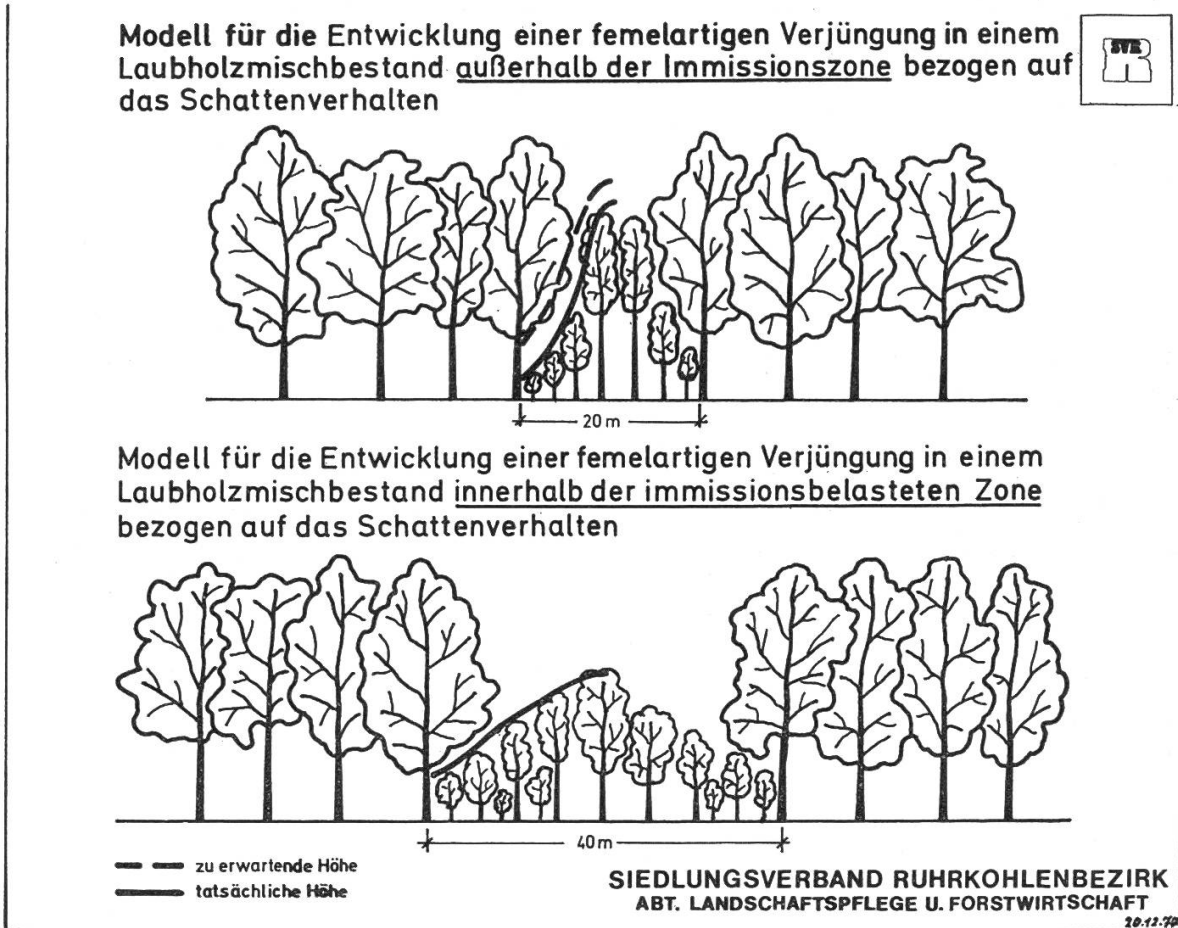 Modell für die Entwicklung einer femelartigen Verjüngung in einem
Laubholzmischbestand außerhalb der Immissionszone bezogen auf
das Schattenverhalten
SVR
R
20 m
Modell für die Entwicklung einer femelartigen Verjüngung in einem
Laubholzmischbestand innerhalb der immissionsbelasteten Zone
bezogen auf das Schattenverhalten
40 m
zu erwartende Höhe
tatsächliche Höhe
SIEDLUNGSVERBAND RUHRKOHLENBEZIRK
ABT. LANDSCHAFTSPFLEGE U. FORSTWIRTSCHAFT